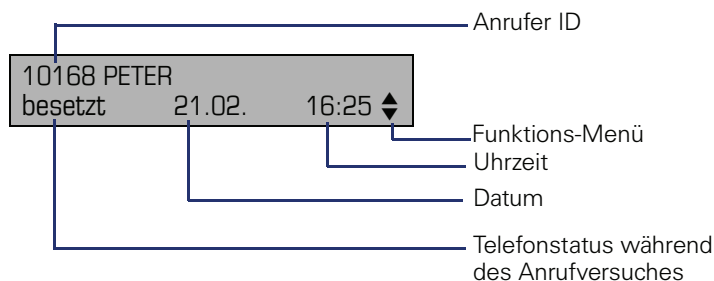 Anrufer ID
10168 PETER
besetzt 21.02. 16:25
Funktions-Menü
Uhrzeit
Datum
Telefonstatus während
des Anrufversuches